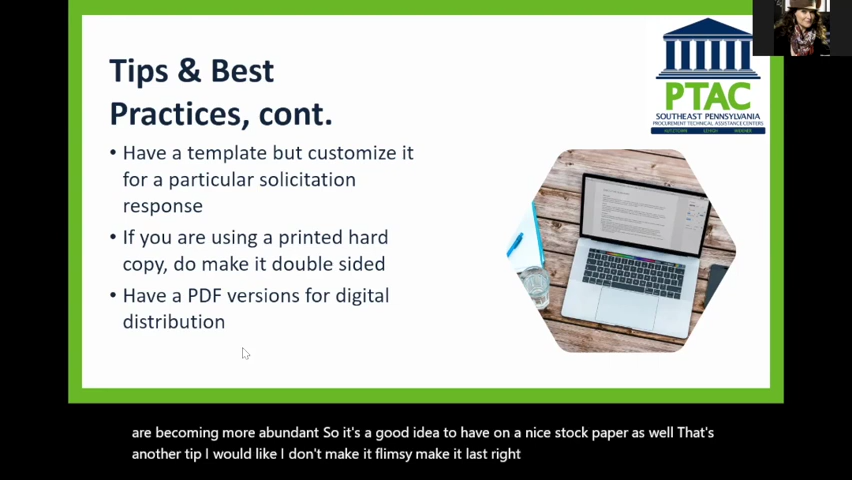 Tips & Best
Practices, cont.
• Have a template but customize it
for a particular solicitation
response
• If you are using a printed hard
copy, do make it double sided
• Have a PDF versions for digital
distribution
PTAC
SOUTHEAST PENNSYLVANIA
PROCUREMENT TECHNICAL ASSISTANCE CENTERS
KUTZTOWN LEHIGH WIDENER
are becoming more abundant So it's a good idea to have on a nice stock paper as well That's
another tip I would like I don't make it flimsy make it last right